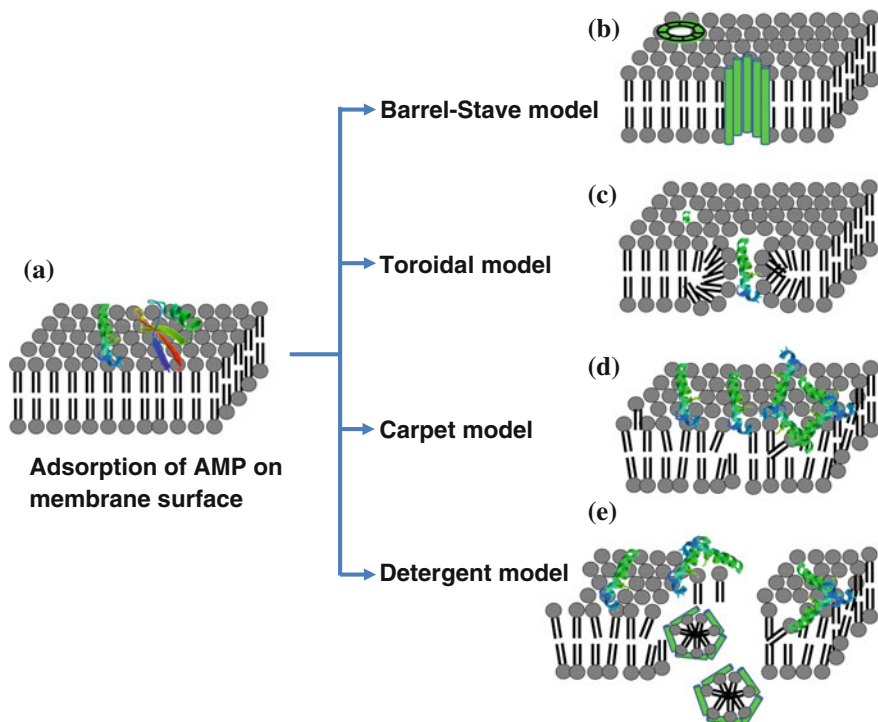 (b)
Barrel-Stave model
(c)
(a)
Toroidal model
(d)
Carpet model
Adsorption of AMP on
membrane surface
(e)
Detergent model